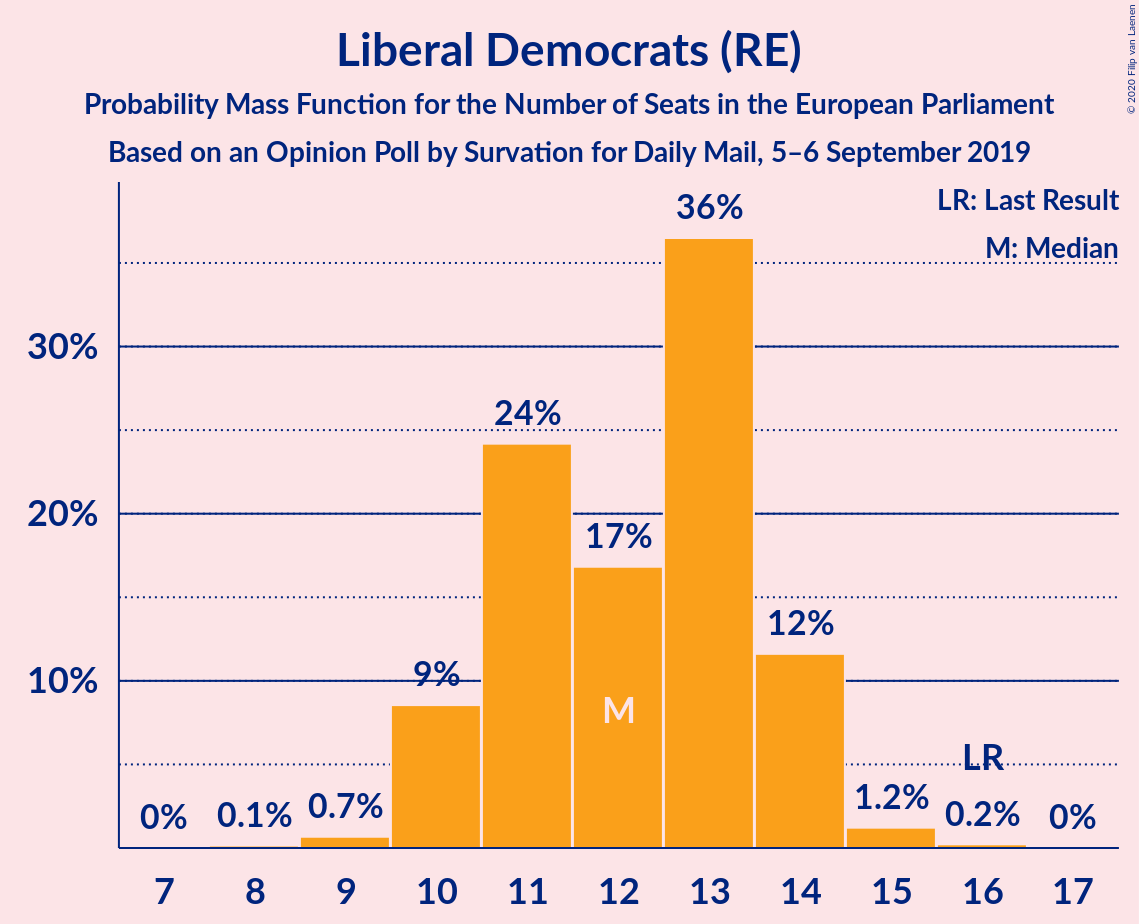 © 2020 Filip van Laenen
Liberal Democrats (RE)
Probability Mass Function for the Number of Seats in the European Parliament
Based on an Opinion Poll by Survation for Daily Mail, 5–6 September 2019
LR: Last Result
M: Median
36%
30%
24%
20%
17%
12%
10%
9%
M
LR
0%
0.1%
0.7%
1.2%
0.2%
0%
7 8 9 10 11 12 13 14 15 16 17